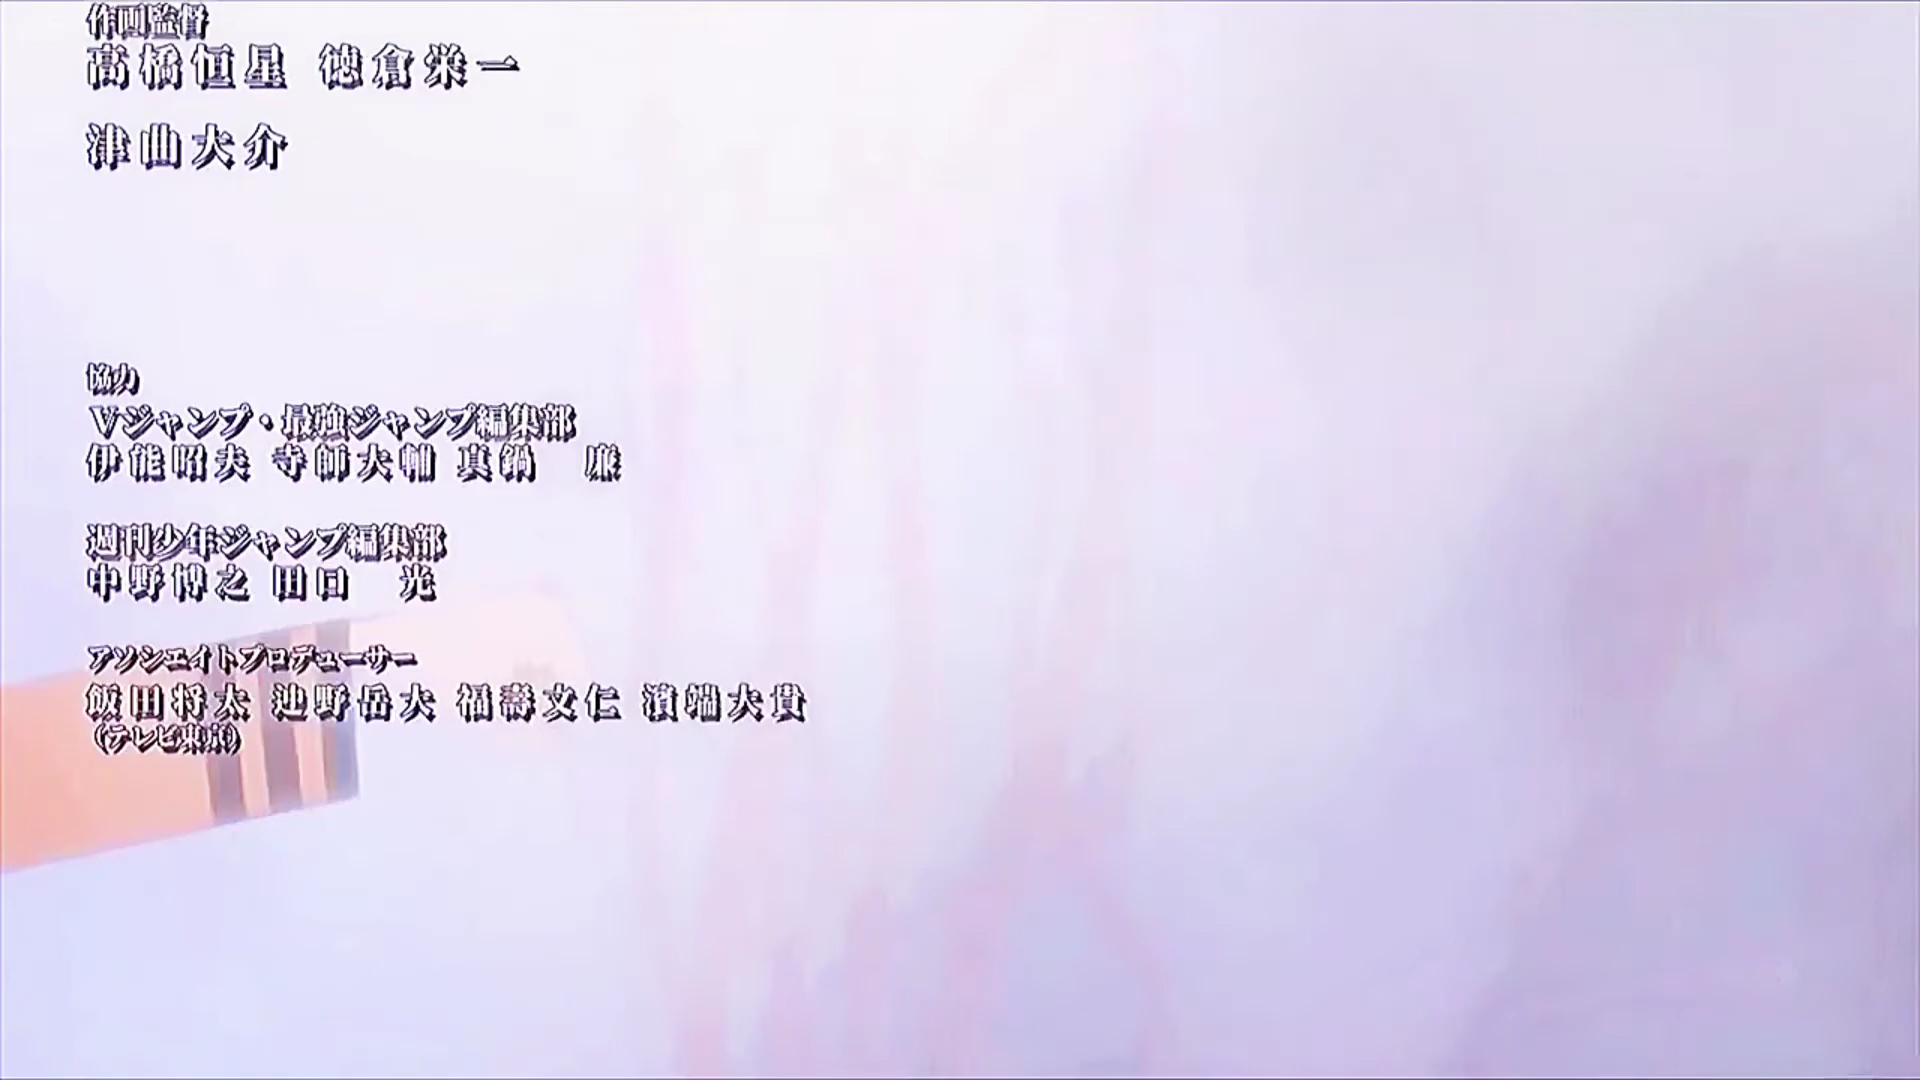 作画監督
高橋恒星 徳倉栄一
津曲大介
協力
Vジャンプ・最強ジャンプ編集部
伊能昭夫 寺師大輔 真鍋 廉
週刊少年ジャンプ編集部
中野博之 田口 光
アソシエイトプロデューサー
飯田将太 辻野岳大 福壽文仁 濱端大貴
(テレビ東京)